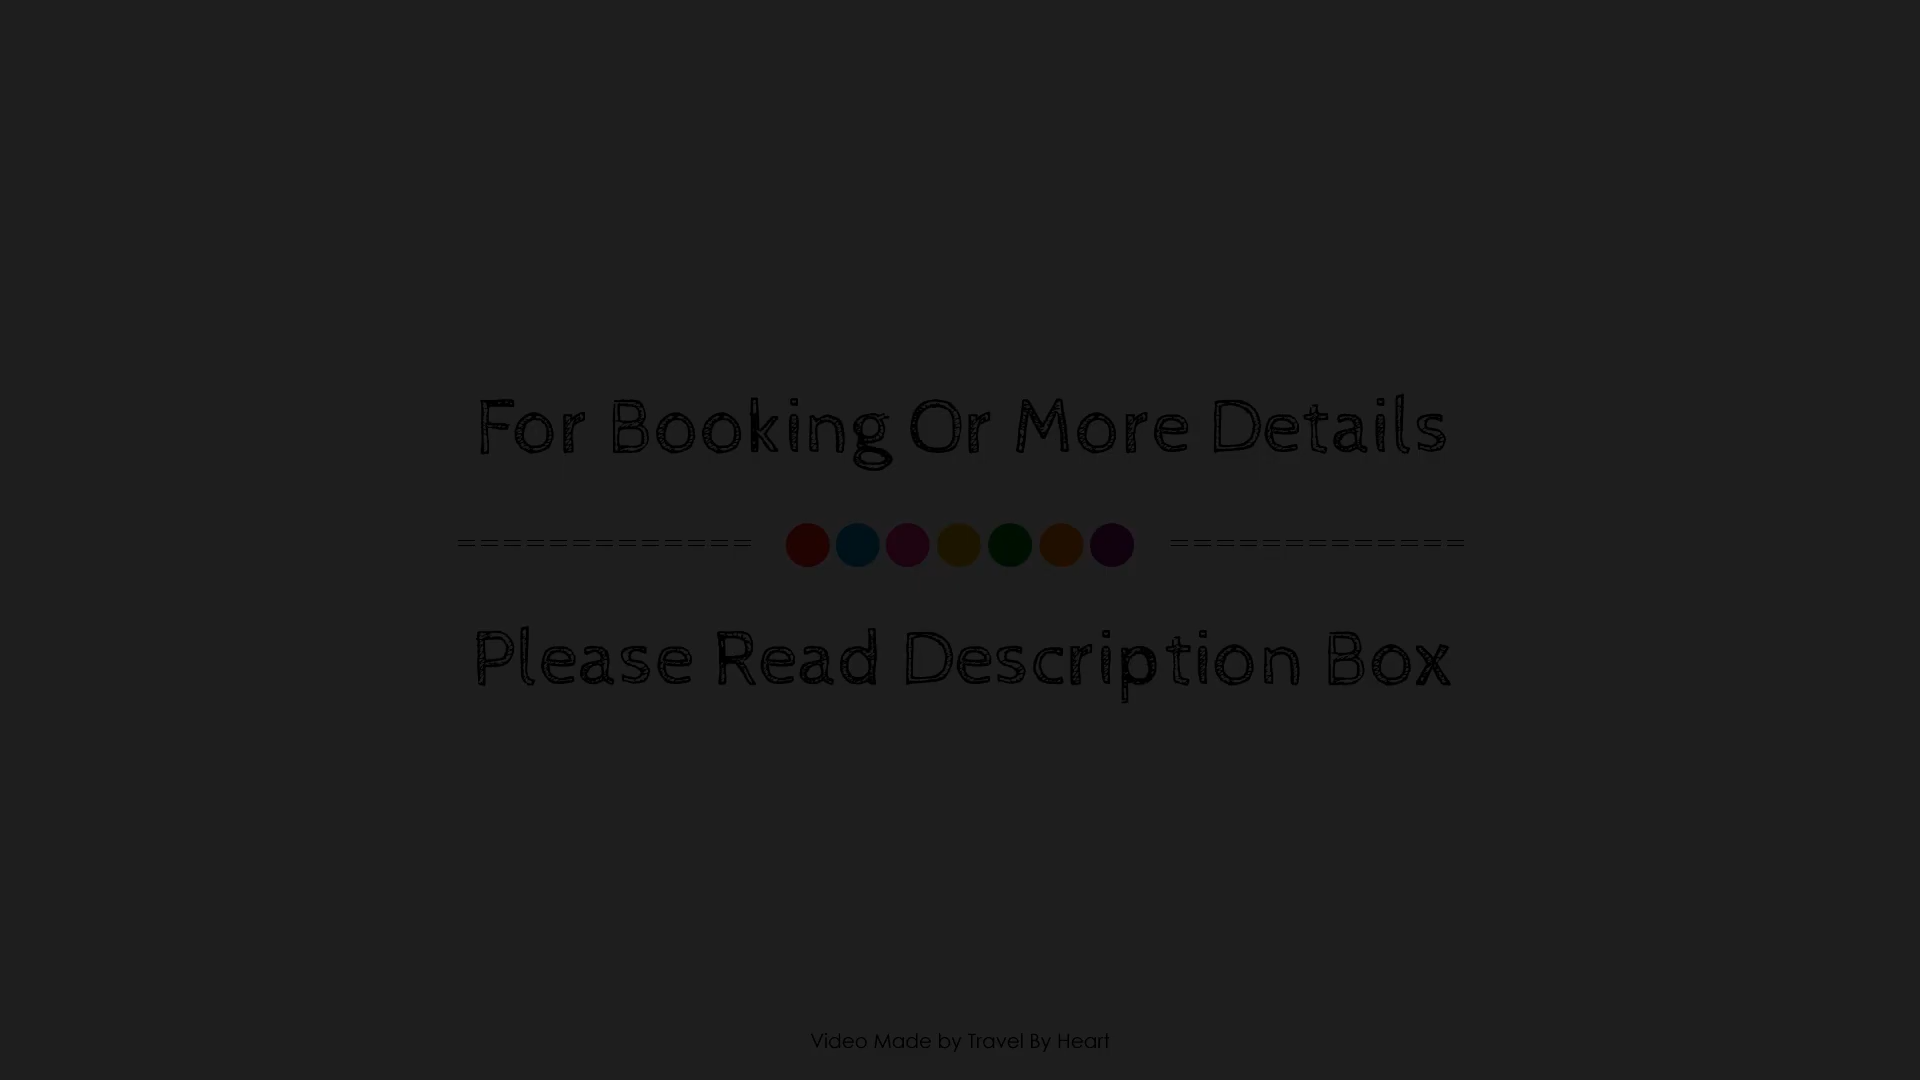 For Booking Or More Details
============= =============
Please Read Description Box
Video Made by Travel By Heart